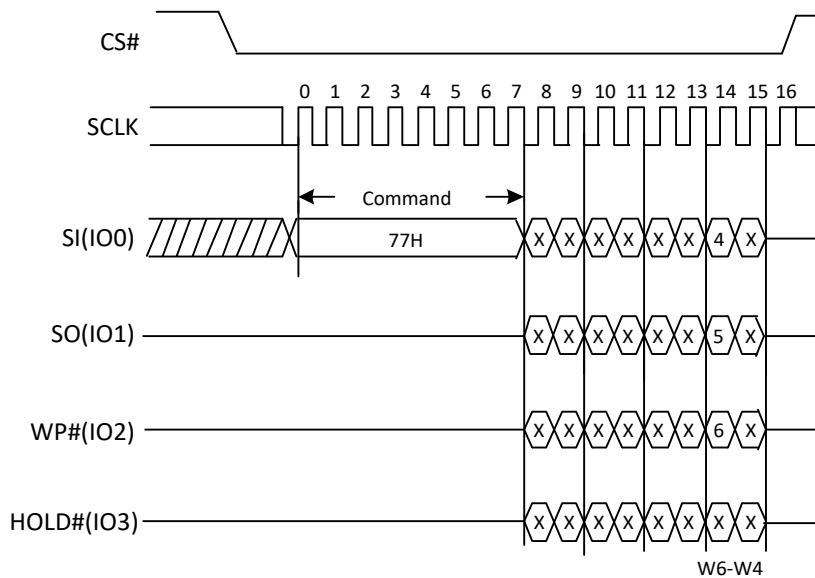 CS#
0 1 2 3 4 5 6 7 8 9 10 11 12 13 14 15 16
SCLK
Command
SI(IO0) 77H X X X X X X 4 X
SO(IO1) X X X X X X 5 X
WP#(IO2) X X X X X X 6 X
HOLD#(IO3) X X X X X X X X
W6-W4